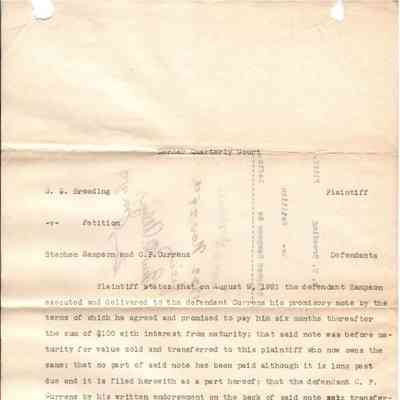 Quarterly Court
Breeding Plaintiff
-v- Petition
Stephen Sampson and C.F.Currens Defendants
Plaintiff states that on August 9, 1921 the defendant Sampson
executed and delivered to the defendant Currens his promisory note by the
terms of which he agreed and promised to pay him six months thereafter
the sum of $100 with interest from maturity; that said note was before ma-
turity for value sold and transferred to this plaintiff who now owns the
same; that no part of said note has been paid although it is long past
due and it is filed herewith as a part hereof; that the defendant C. F.
Currens by his written endorsement on the back of said note transfer-